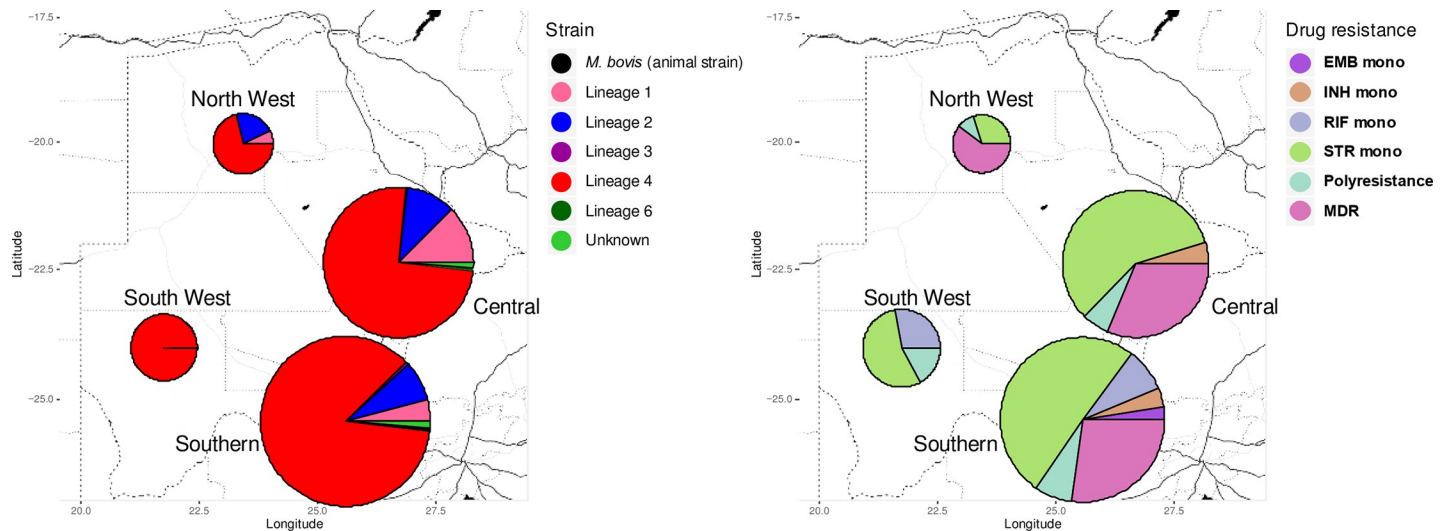 Strain
M. bovis (animal strain)
Lineage 1
Lineage 2
Lineage 3
Lineage 4
Lineage 6
Unknown
North West
Central
South West
Southern
−17.5
−20.0
−22.5
−25.0
Latitude
20.0 22.5 25.0 27.5
Longitude
Drug resistance
EMB mono
INH mono
RIF mono
STR mono
Polyresistance
MDR
North West
Central
South West
Southern
−17.5
−20.0
−22.5
−25.0
Latitude
20.0 22.5 25.0 27.5
Longitude